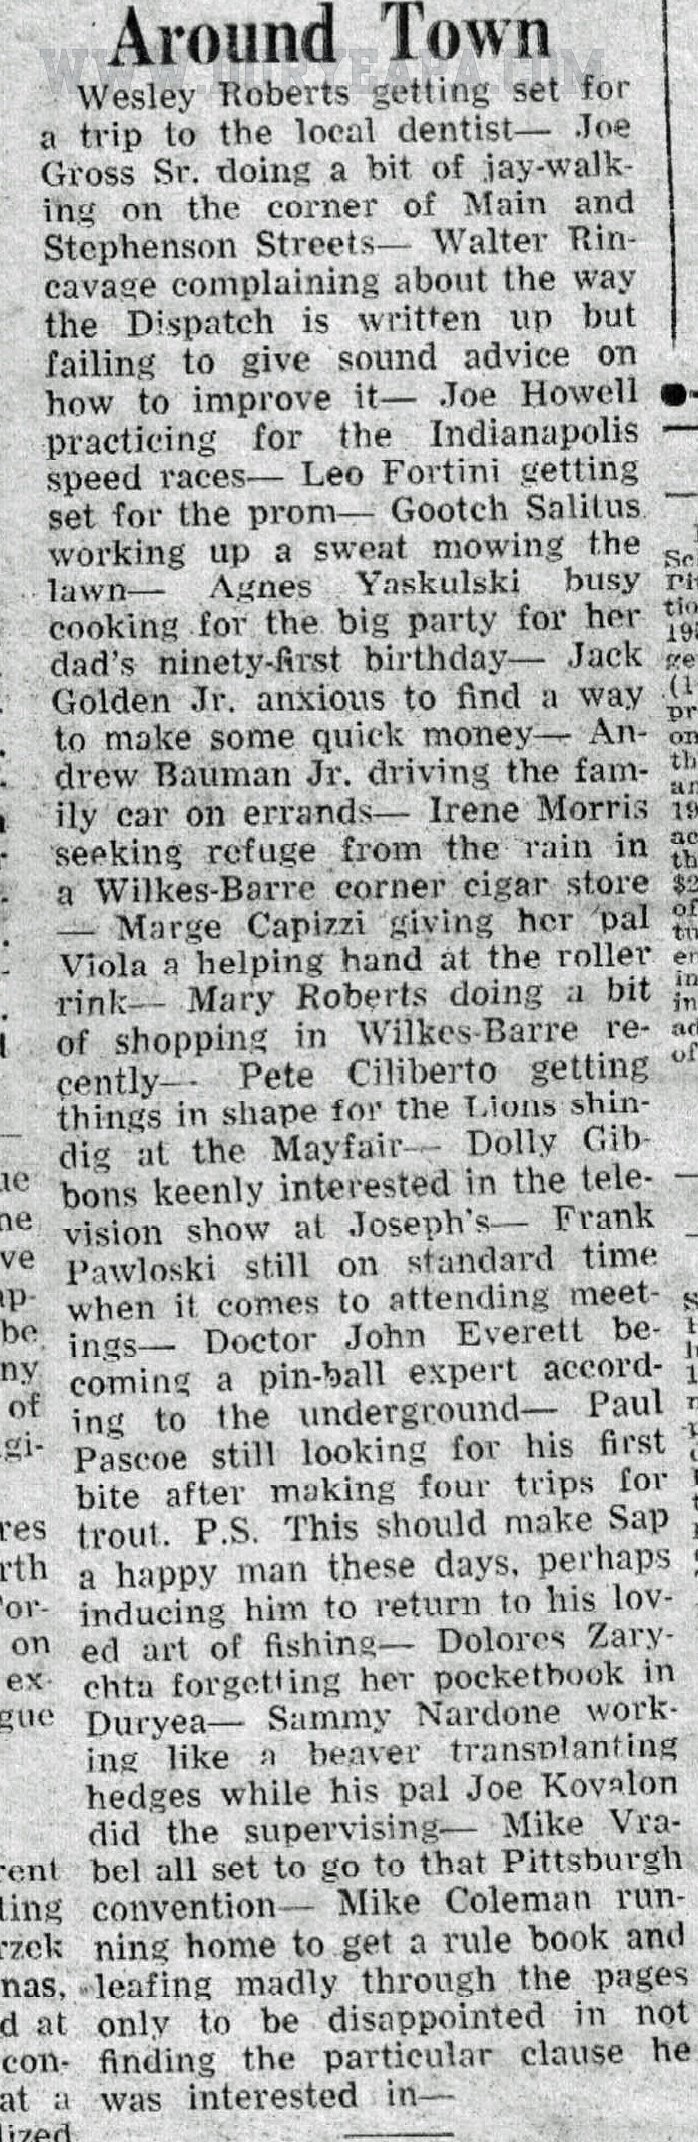 Around Town
WWW.DURYEAPA.COM
Wesley Roberts getting set for
a trip to the local dentist— Joe
Gross Sr. doing a bit of jay-walk-
ing on the corner of Main and
Stephenson Streets— Walter Rin-
cavage complaining about the way
the Dispatch is written up but
failing to give sound advice on
how to improve it— Joe Howell
practicing for the Indianapolis
speed races— Leo Fortini getting
set for the prom— Gootch Salitus
working up a sweat mowing the
lawn— Agnes Yaskulski busy
cooking for the big party for her
dad's ninety-first birthday— Jack
Golden Jr. anxious to find a way
to make some quick money— An-
drew Bauman Jr. driving the fam-
ily car on errands— Irene Morris
seeking refuge from the rain in
a Wilkes-Barre corner cigar store
— Marge Capizzi giving her pal
Viola a helping hand at the roller
rink— Mary Roberts doing a bit
of shopping in Wilkes-Barre re-
cently— Pete Ciliberto getting
things in shape for the Lions shin-
dig at the Mayfair— Dolly Gib-
bons keenly interested in the tele-
vision show at Joseph's— Frank
Pawloski still on standard time
when it comes to attending meet-
ings— Doctor John Everett be-
coming a pin-ball expert accord-
ing to the underground— Paul
Pascoe still looking for his first
bite after making four trips for
trout. P.S. This should make Sap
a happy man these days, perhaps
inducing him to return to his lov-
ed art of fishing— Dolores Zary-
chta forgetting her pocketbook in
Duryea— Sammy Nardone work-
ing like a beaver transplanting
hedges while his pal Joe Kovalon
did the supervising— Mike Vra-
bel all set to go to that Pittsburgh
convention— Mike Coleman run-
ning home to get a rule book and
leafing madly through the pages
only to be disappointed in not
finding the particular clause he
was interested in—